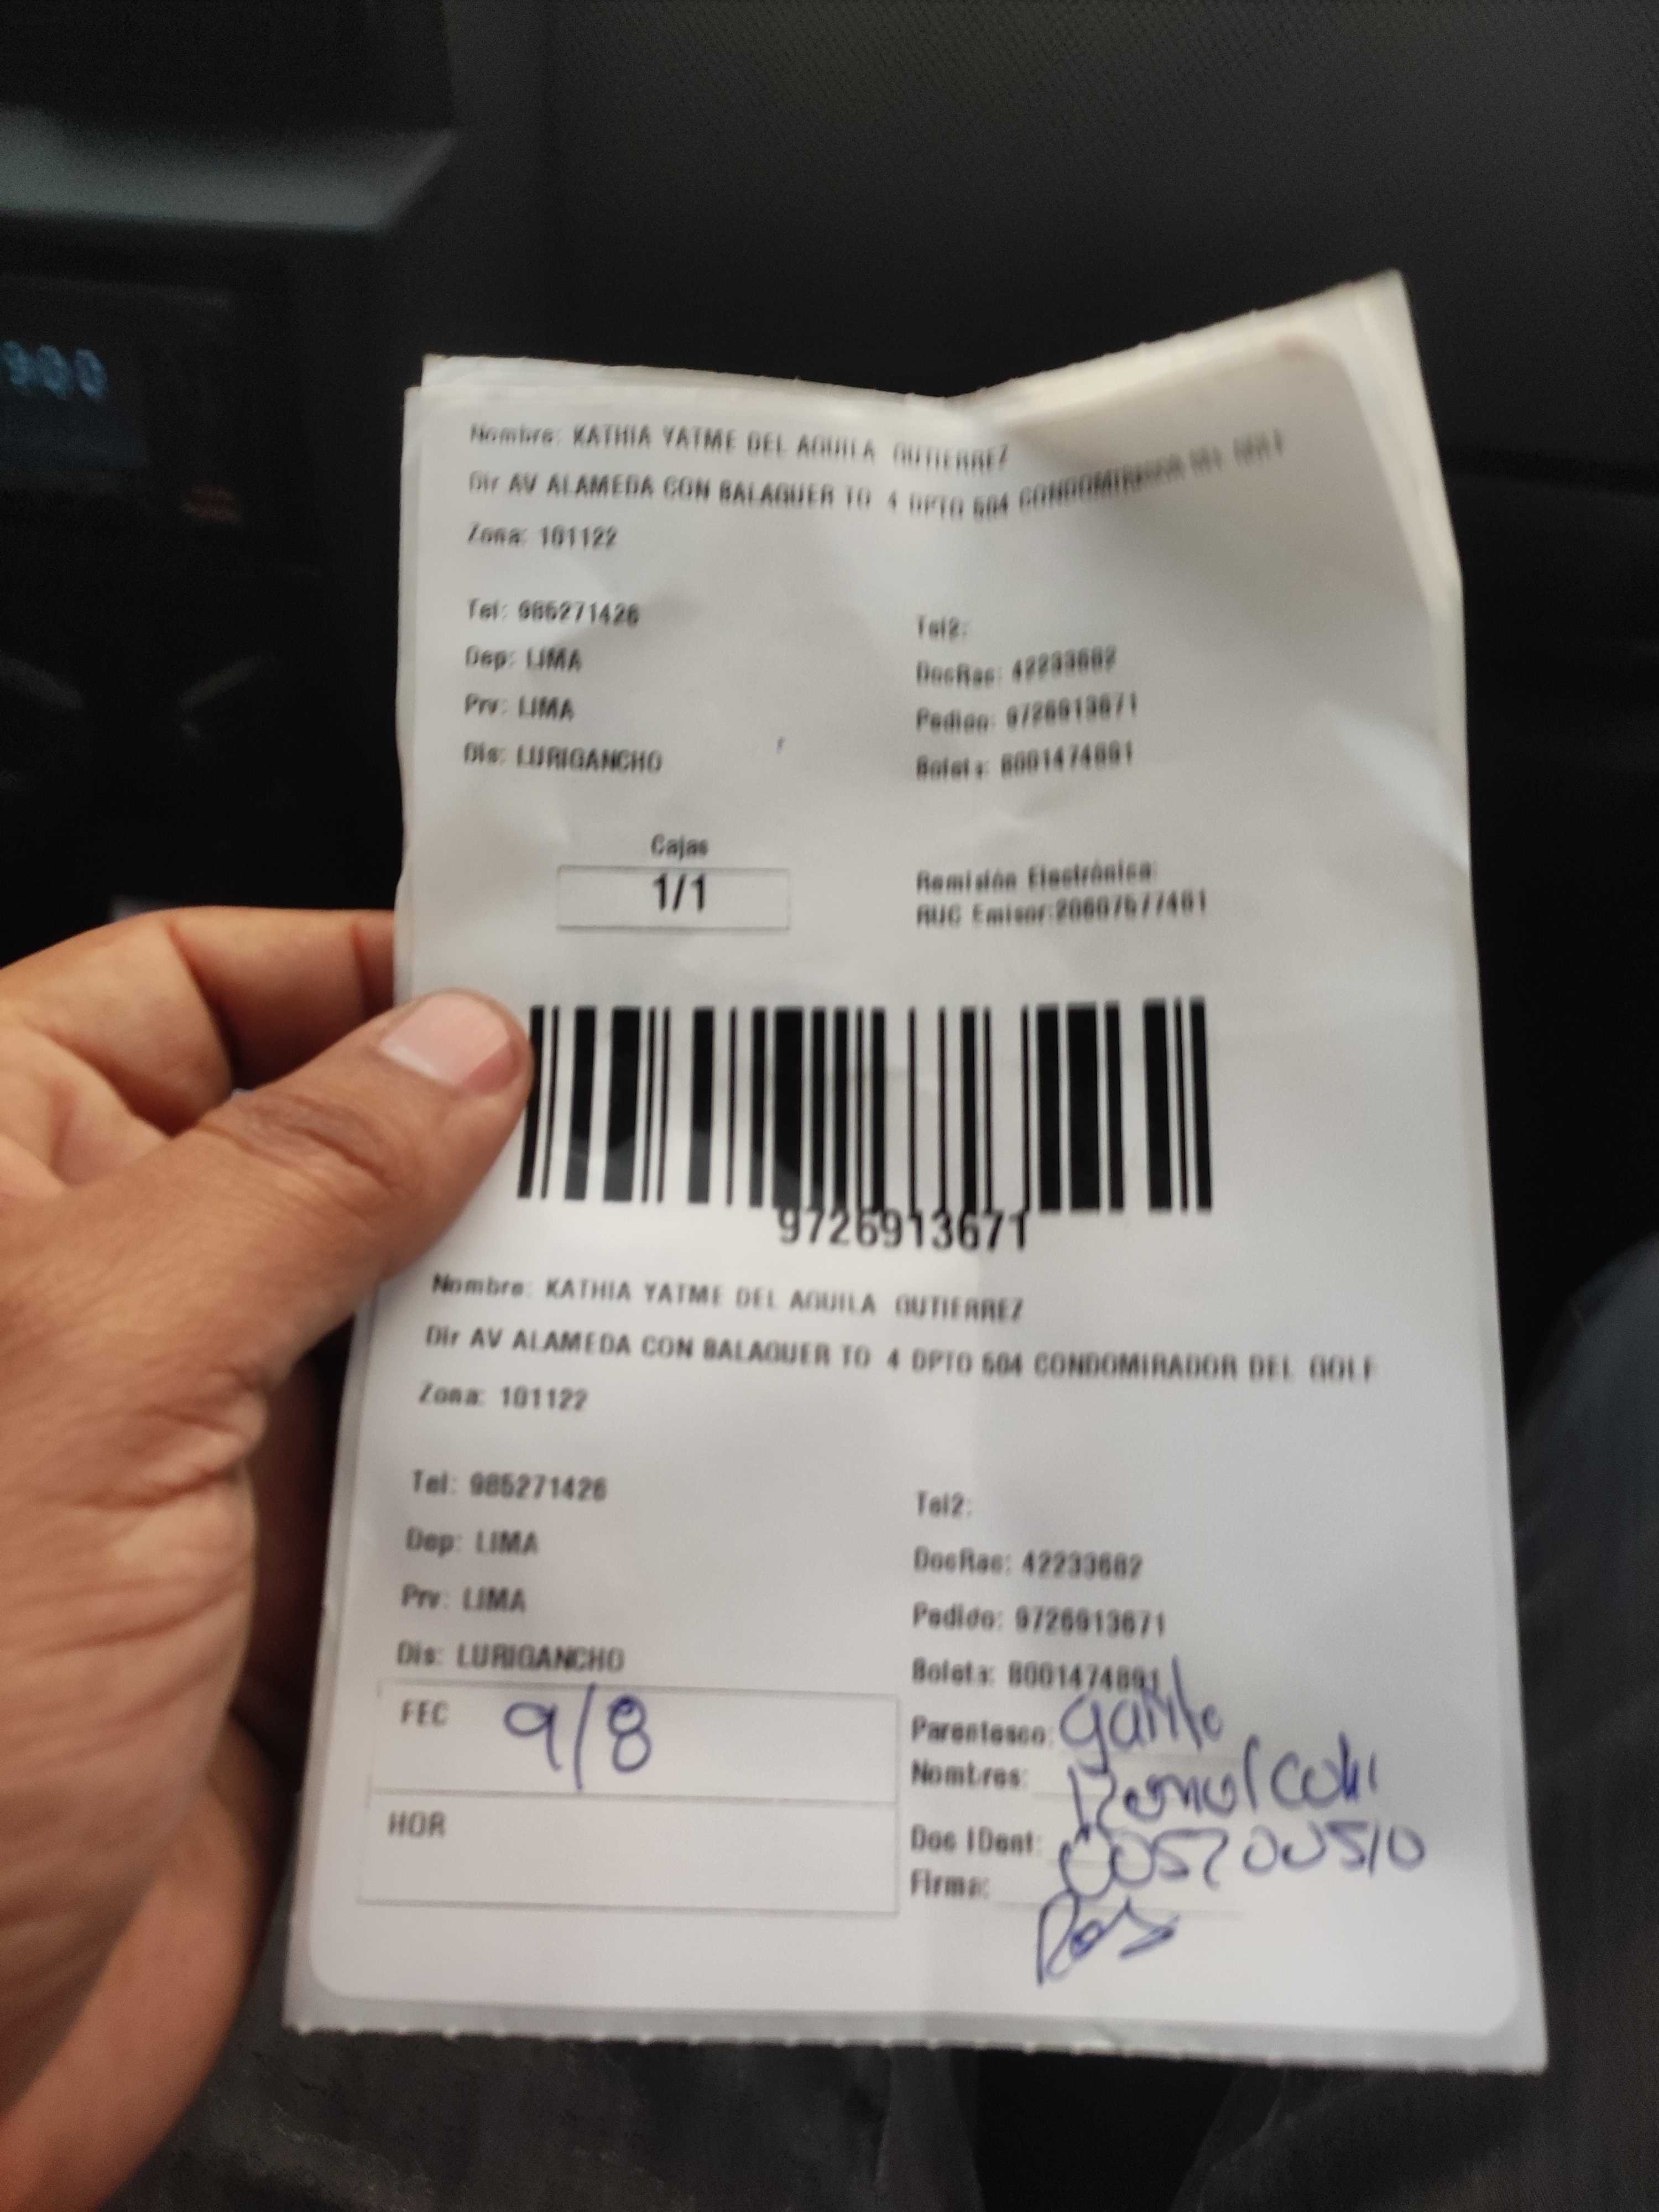 900
Nombre: KATHIA YATME DEL AGUILA GUTIERREZ
Dir AV ALAMEDA CON BALAGUER TO 4 DPTO 504
Zona: 101122
Tel: 985271426
Tel2:
Dep: LIMA
DocRac: 42233682
Prv: LIMA
Pedido: 9726913671
Dis: LURIGANCHO
Boleta:
Cajas
1/1
Remisión Electrónica:
RUC Emisor:
9726913671
Nombre: KATHIA YATME DEL AGUILA GUTIERREZ
Dir AV ALAMEDA CON BALAGUER TO 4 DPTO 504 CONDOMIRADOR DEL GOLF
Zona: 101122
Tel: 985271426
Tel2:
Dep: LIMA
DocRac: 42233682
Prv: LIMA
Pedido: 9726913671
Dis: LURIGANCHO
Boleta:
FEC 9/8
Parentesco:
Nombres:
HOR
Doc IDent:
Firma: